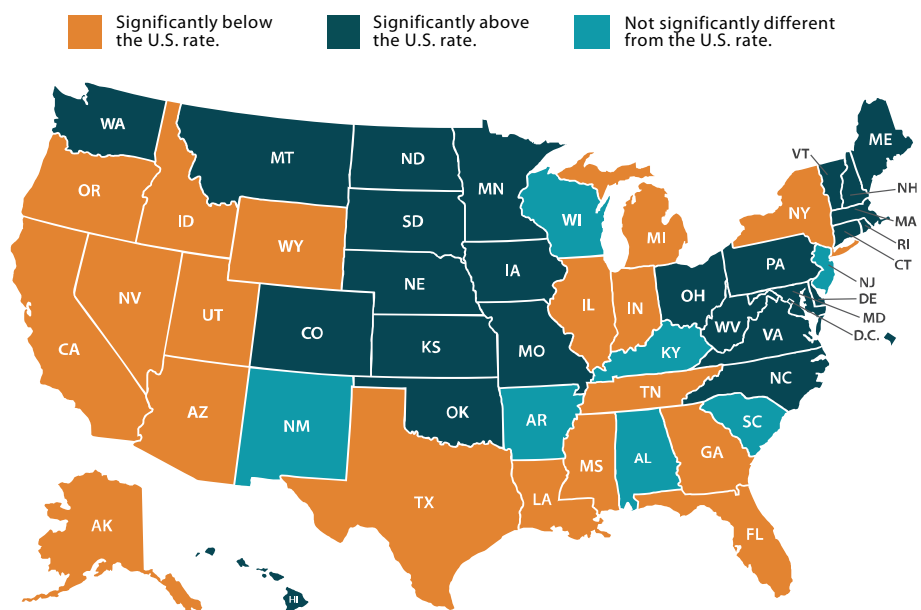 Significantly below
the U.S. rate.
Significantly above
the U.S. rate.
Not significantly different
from the U.S. rate.
WA
MT
ND
MN
ME
VT
NH
OR
ID
SD
WI
NY
MA
MI
RI
WY
CT
IA
PA
NE
NJ
NV
OH
DE
IL
IN
UT
MD
WV
D.C.
CO
VA
CA
KS
MO
KY
NC
TN
AZ
OK
AR
NM
SC
GA
AL
MS
LA
TX
AK
FL
HI